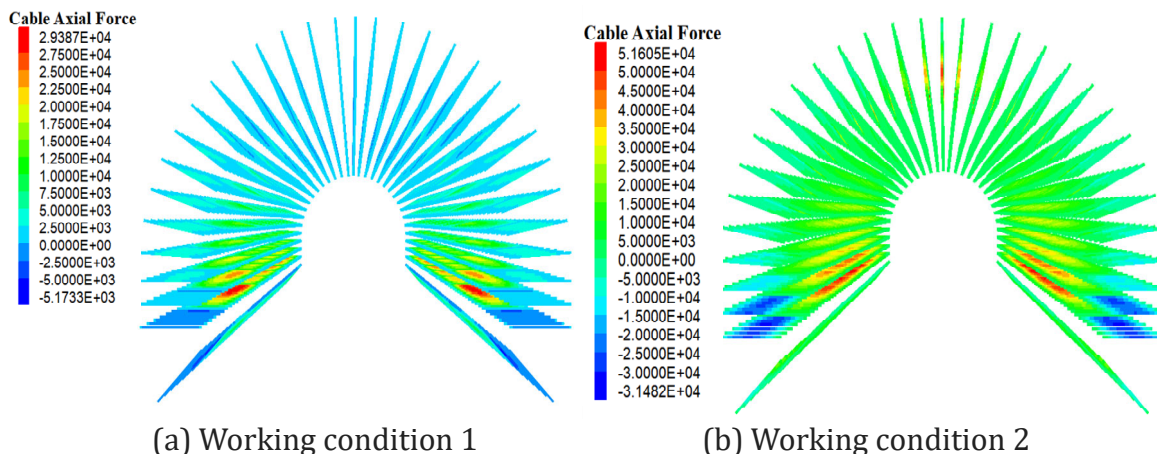 Cable Axial Force
2.9387E+04
2.7500E+04
2.5000E+04
2.2500E+04
2.0000E+04
1.7500E+04
1.5000E+04
1.2500E+04
1.0000E+04
7.5000E+03
5.0000E+03
2.5000E+03
0.0000E+00
-2.5000E+03
-5.0000E+03
-5.1733E+03
(a) Working condition 1
Cable Axial Force
5.1605E+04
5.0000E+04
4.5000E+04
4.0000E+04
3.5000E+04
3.0000E+04
2.5000E+04
2.0000E+04
1.5000E+04
1.0000E+04
5.0000E+03
0.0000E+00
-5.0000E+03
-1.0000E+04
-1.5000E+04
-2.0000E+04
-2.5000E+04
-3.0000E+04
-3.1482E+04
(b) Working condition 2